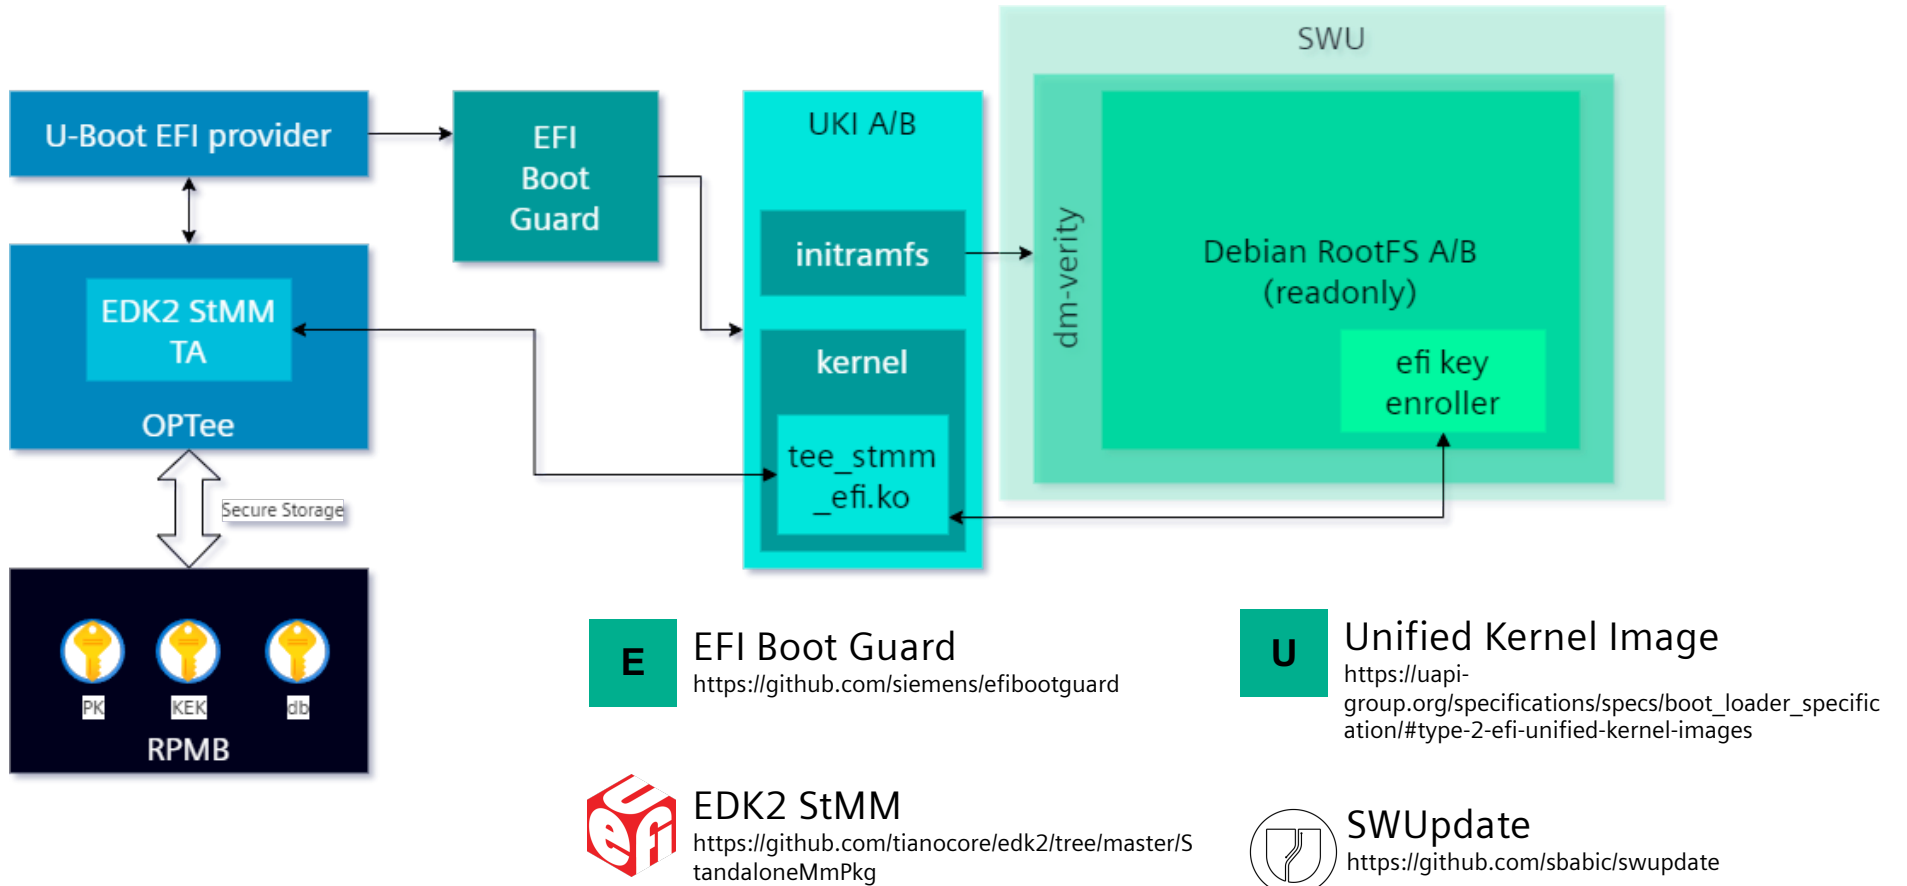 SWU
U-Boot EFI provider
EFI
Boot
Guard
UKI A/B
initramfs
kernel
tee_stmm
_efi.ko
dm-verity
Debian RootFS A/B
(readonly)
efi key
enroller
EDK2 StMM
TA
OPTee
Secure Storage
PK
KEK
db
RPMB
E
EFI Boot Guard
https://github.com/siemens/efibootguard
U
Unified Kernel Image
https://uapi-
group.org/specifications/specs/boot_loader_specific
ation/#type-2-efi-unified-kernel-images
UEFI
EDK2 StMM
https://github.com/tianocore/edk2/tree/master/S
tandaloneMmPkg
SWUpdate
https://github.com/sbabic/swupdate